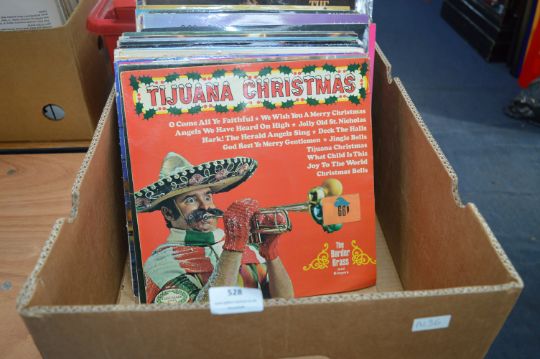 TIJUANA CHRISTMAS
O Come All Ye Faithful • We Wish You A Merry Christmas
Angels We Have Heard On High • Jolly Old St. Nicholas
Hark! The Herald Angels Sing • Deck The Halls
God Rest Ye Merry Gentlemen • Jingle Bells
Tijuana Christmas
What Child Is This
Joy To The World
Christmas Bells
60
The
Border
Brass
528